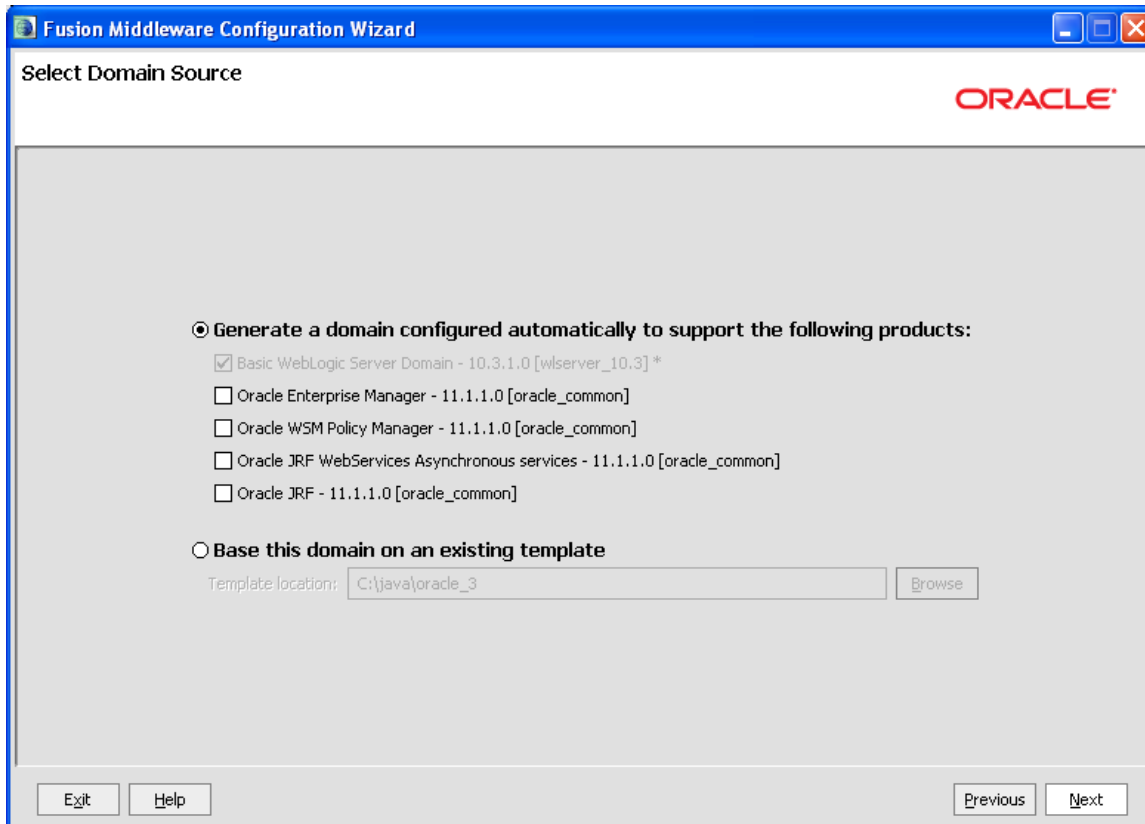 Fusion Middleware Configuration Wizard
Select Domain Source
ORACLE
Generate a domain configured automatically to support the following products:
Basic WebLogic Server Domain - 10.3.1.0 [wlserver_10.3] *
Oracle Enterprise Manager - 11.1.1.0 [oracle_common]
Oracle WSM Policy Manager - 11.1.1.0 [oracle_common]
Oracle JRF WebServices Asynchronous services - 11.1.1.0 [oracle_common]
Oracle JRF - 11.1.1.0 [oracle_common]
Base this domain on an existing template
Template location: C:\java\oracle_3 Browse
Exit Help Previous Next